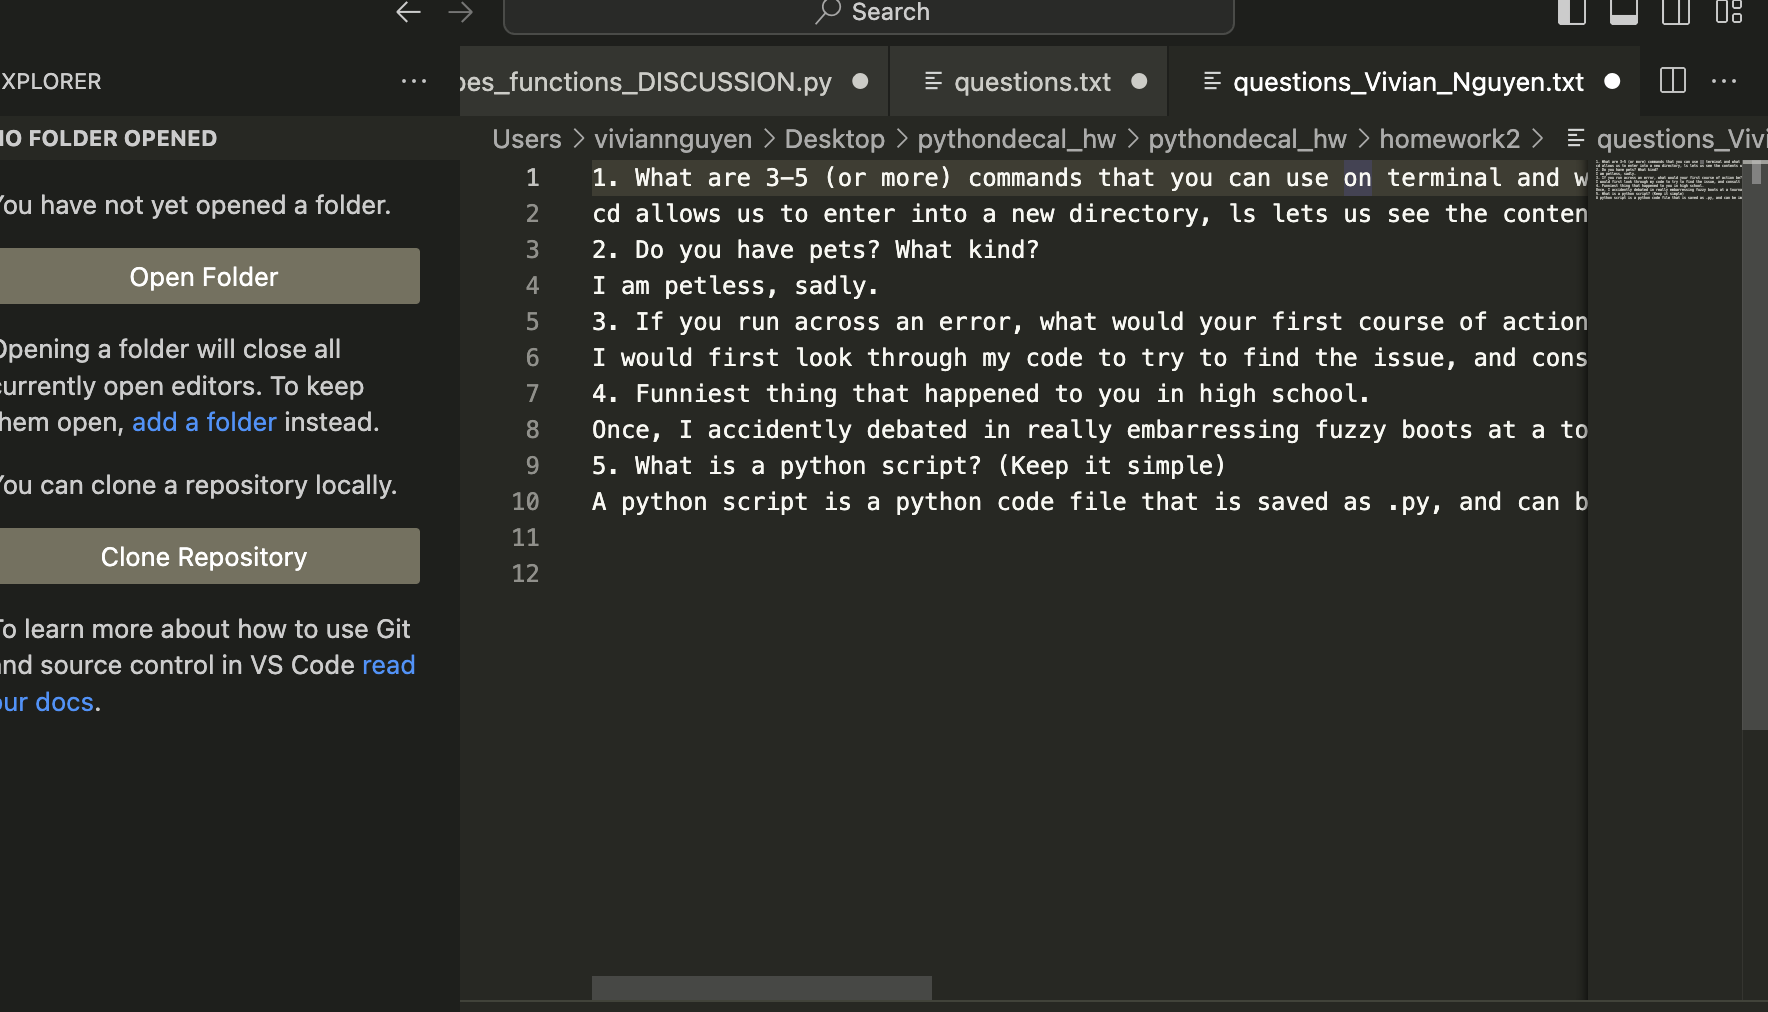 Search
XPLORER
es_functions_DISCUSSION.py
questions.txt
questions_Vivian_Nguyen.txt
O FOLDER OPENED
Users > viviannguyen > Desktop > pythondecal_hw > pythondecal_hw > homework2 > questions_Vivi
You have not yet opened a folder.
Open Folder
Opening a folder will close all
currently open editors. To keep
them open, add a folder instead.
You can clone a repository locally.
Clone Repository
To learn more about how to use Git
and source control in VS Code read
our docs.
1 1. What are 3-5 (or more) commands that you can use on terminal and w
2 cd allows us to enter into a new directory, ls lets us see the conten
3 2. Do you have pets? What kind?
4 I am petless, sadly.
5 3. If you run across an error, what would your first course of action
6 I would first look through my code to try to find the issue, and cons
7 4. Funniest thing that happened to you in high school.
8 Once, I accidently debated in really embarressing fuzzy boots at a to
9 5. What is a python script? (Keep it simple)
10 A python script is a python code file that is saved as .py, and can b
11
12